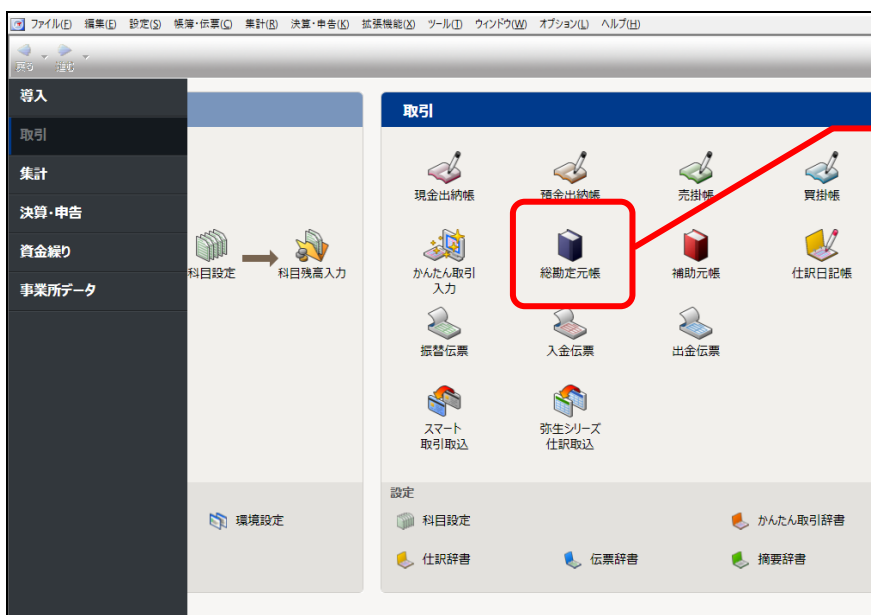 ファイル(F) 編集(E) 設定(S) 帳簿・伝票(C) 集計(R) 決算・申告(K) 拡張機能(X) ツール(T) ウィンドウ(W) オプション(L) ヘルプ(H)
戻る 進む
導入
取引
集計
決算・申告
資金繰り
事業所データ
科目設定 科目残高入力
環境設定
取引
現金出納帳 預金出納帳 売掛帳 買掛帳
かんたん取引
入力
総勘定元帳 補助元帳 仕訳日記帳
振替伝票 入金伝票 出金伝票
スマート
取引取込
弥生シリーズ
仕訳取込
設定
科目設定 かんたん取引辞書
仕訳辞書 伝票辞書 摘要辞書